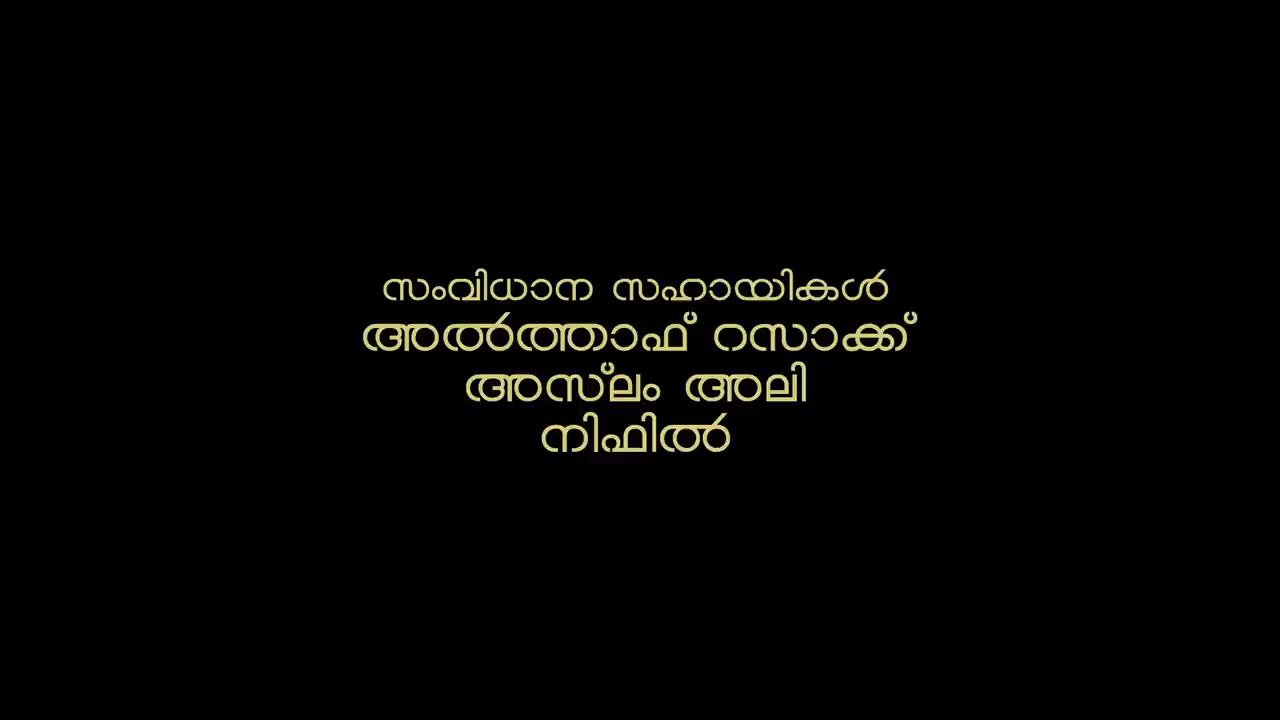 സംവിധാന സഹായികൾ
അൽത്താഫ് റസാക്ക്
അസ്‌ലം അലി
നിഫിൽ